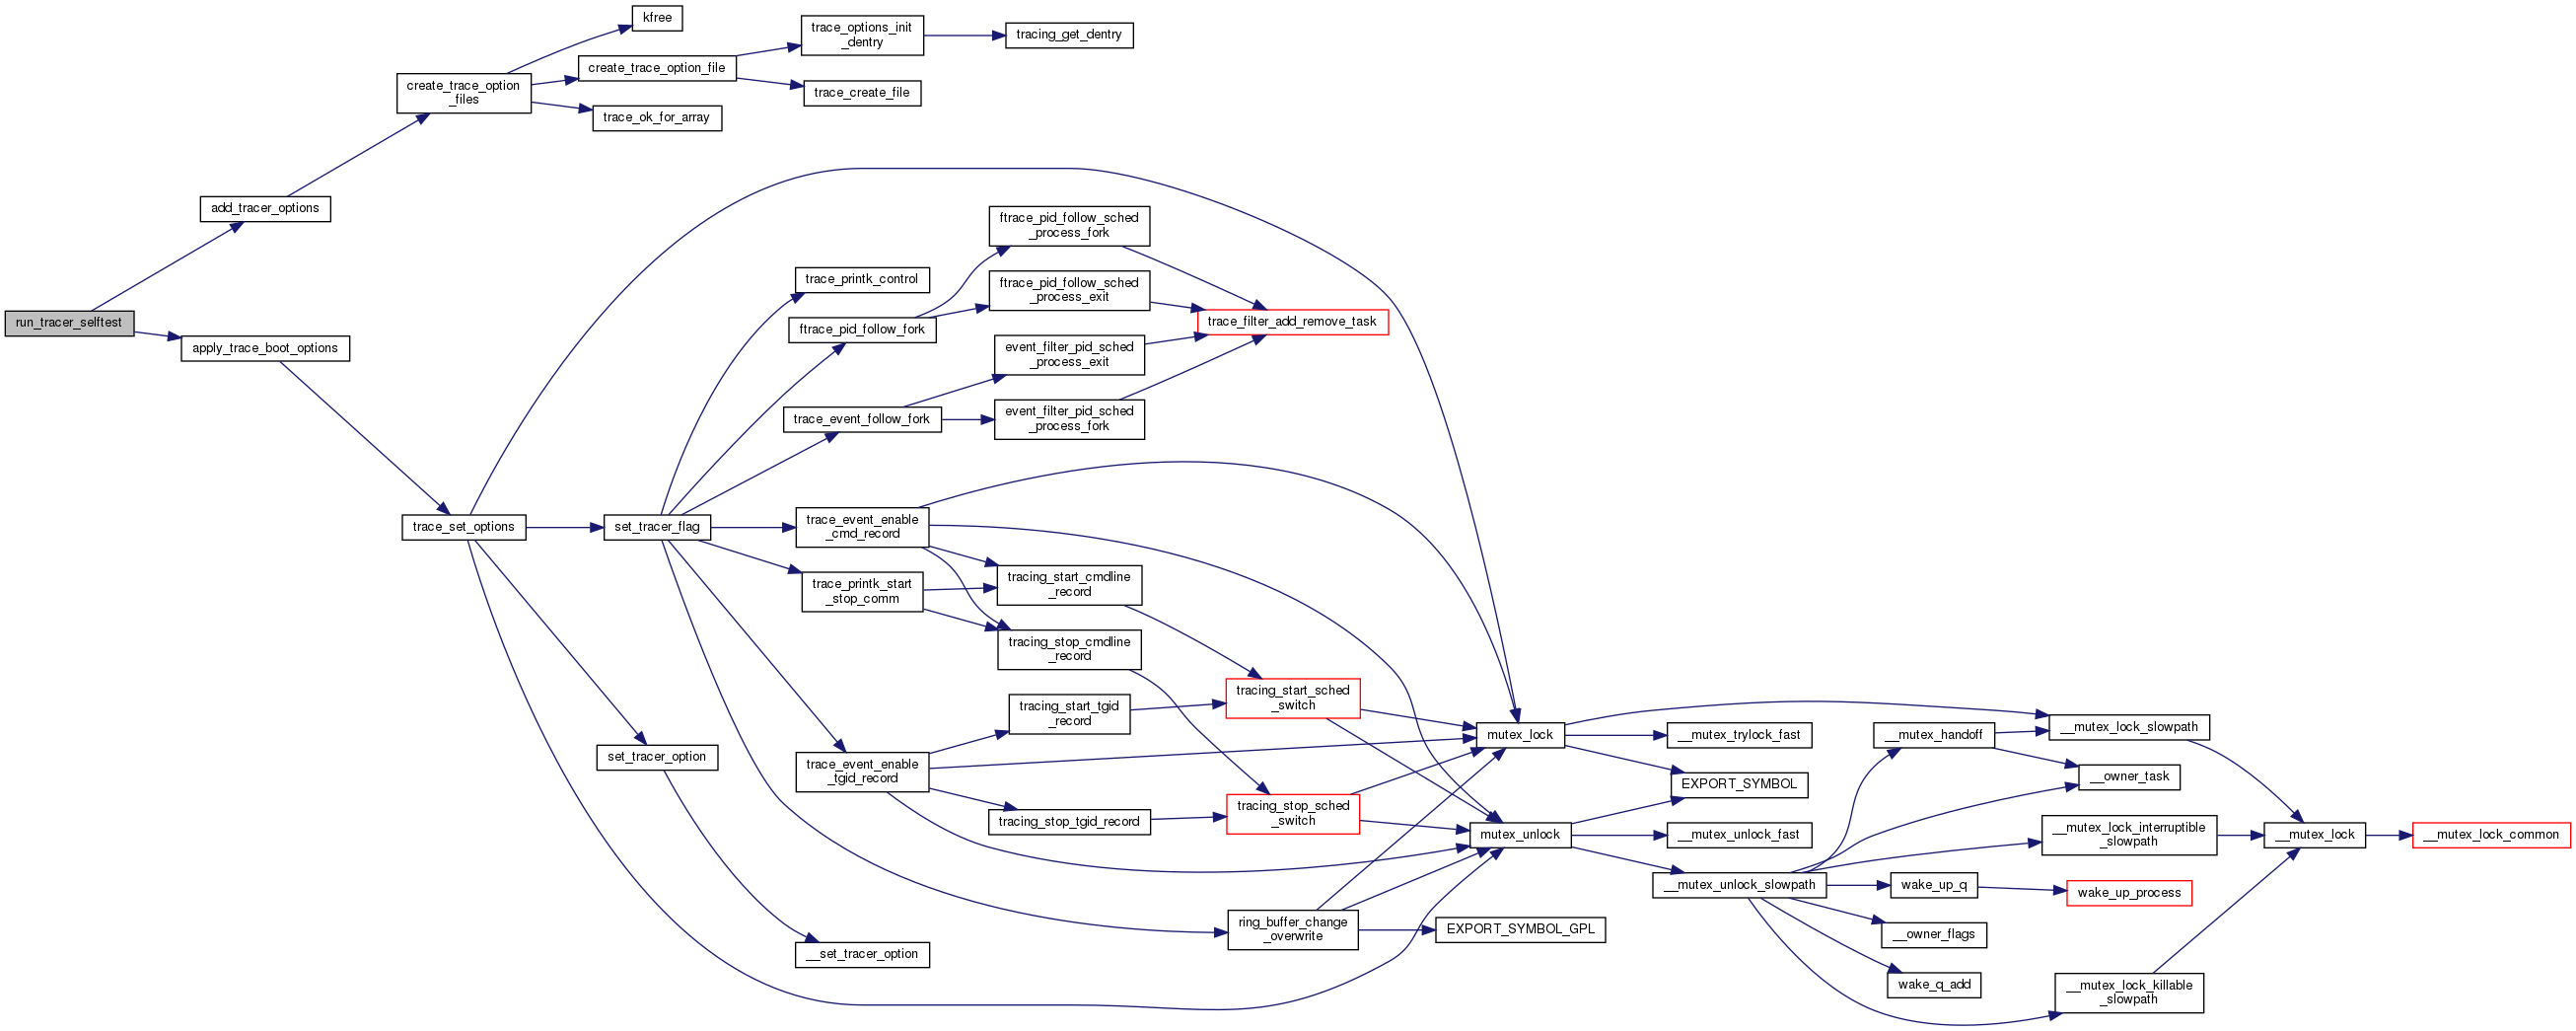 run_tracer_selftest
add_tracer_options
apply_trace_boot_options
create_trace_option
_files
trace_set_options
kfree
create_trace_option_file
trace_ok_for_array
set_tracer_flag
set_tracer_option
trace_options_init
_dentry
trace_create_file
tracing_get_dentry
trace_printk_control
ftrace_pid_follow_fork
trace_event_follow_fork
trace_event_enable
_cmd_record
trace_printk_start
_stop_comm
trace_event_enable
_tgid_record
__set_tracer_option
ftrace_pid_follow_sched
_process_fork
ftrace_pid_follow_sched
_process_exit
event_filter_pid_sched
_process_exit
event_filter_pid_sched
_process_fork
tracing_start_cmdline
_record
tracing_stop_cmdline
_record
tracing_start_tgid
_record
tracing_stop_tgid_record
trace_filter_add_remove_task
tracing_start_sched
_switch
tracing_stop_sched
_switch
ring_buffer_change
_overwrite
mutex_lock
mutex_unlock
EXPORT_SYMBOL_GPL
__mutex_trylock_fast
EXPORT_SYMBOL
__mutex_unlock_fast
__mutex_unlock_slowpath
__mutex_handoff
wake_up_q
__owner_flags
wake_q_add
__mutex_lock_slowpath
__owner_task
__mutex_lock_interruptible
_slowpath
wake_up_process
__mutex_lock_killable
_slowpath
__mutex_lock
__mutex_lock_common